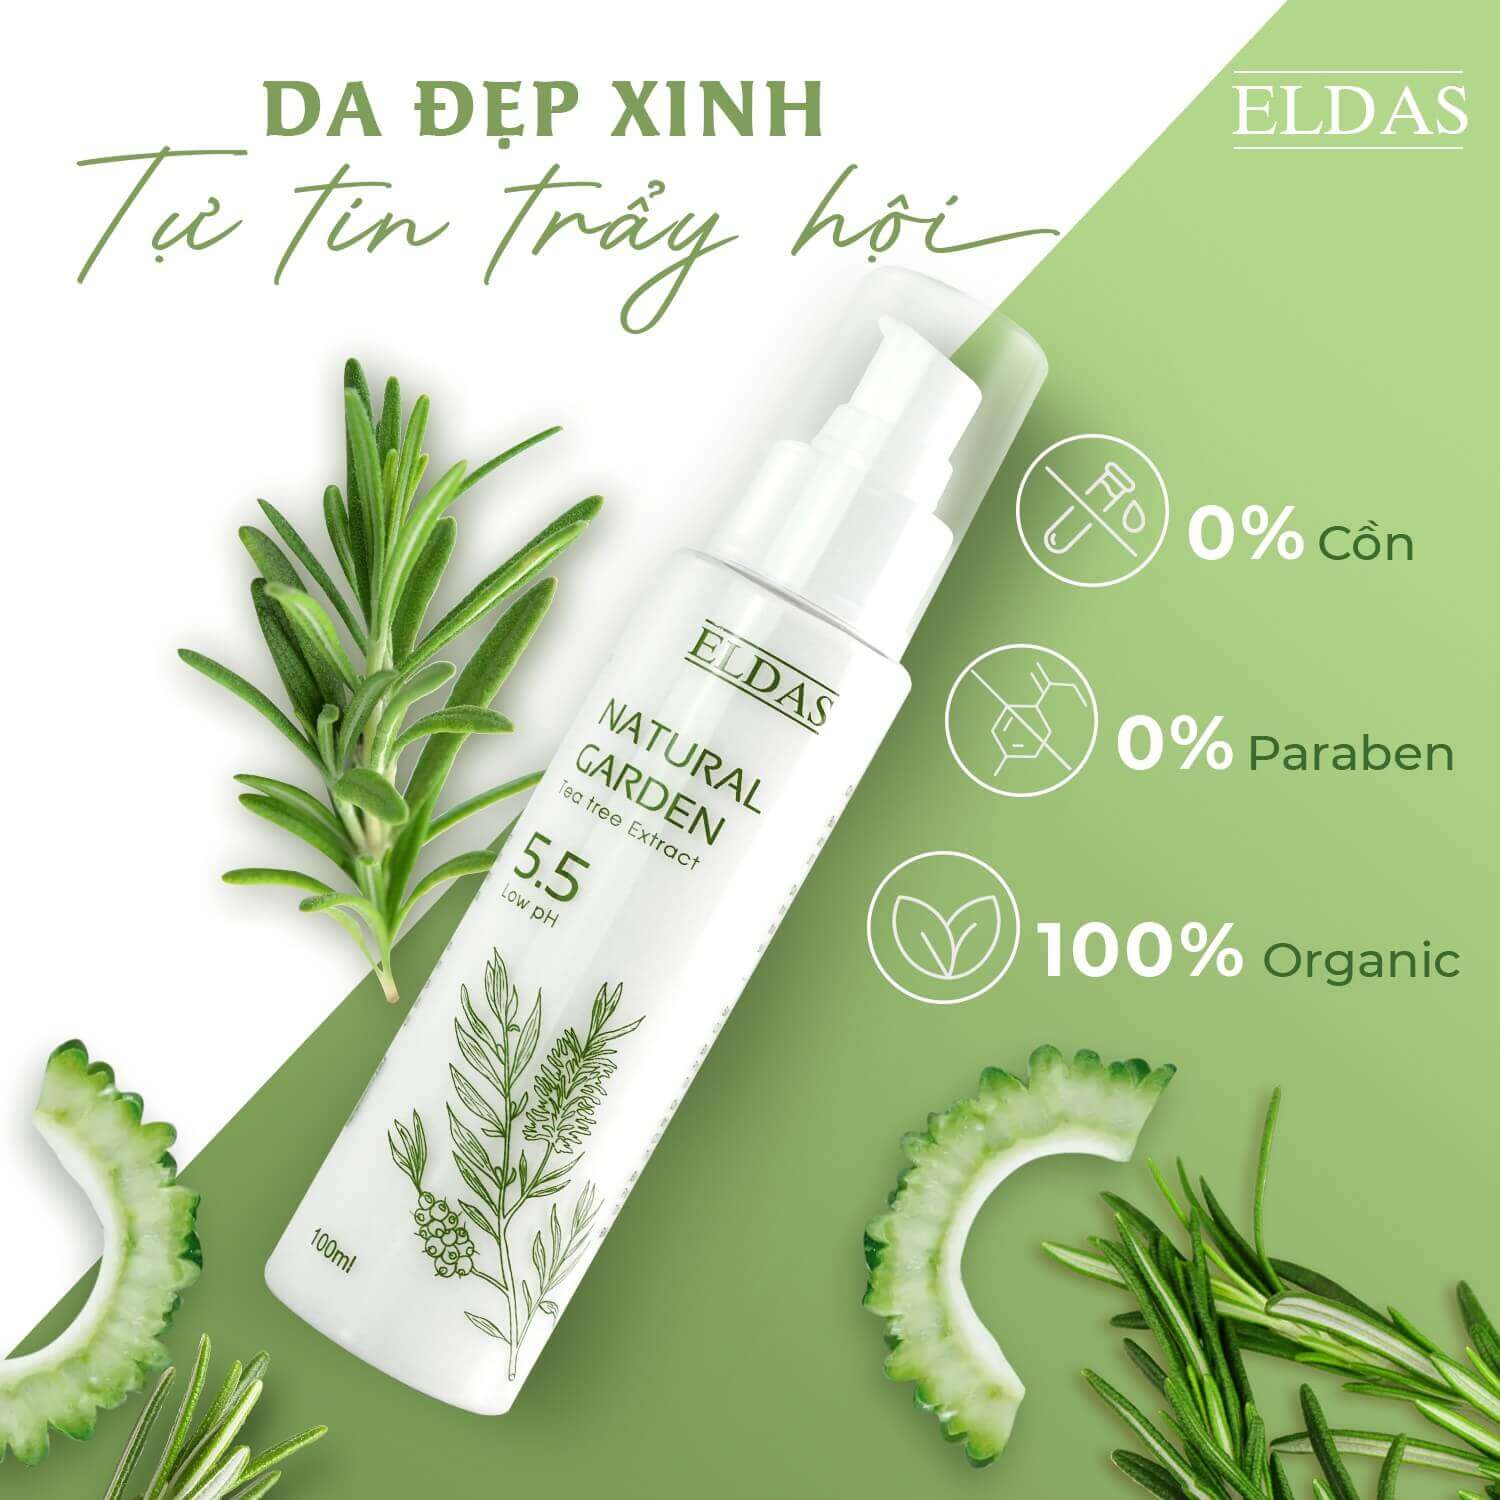 DA ĐẸP XINH
Tự tin trẩy hội
ELDAS
0% Cồn
0% Paraben
100% Organic
ELDAS
NATURAL
GARDEN
Tea tree Extract
5.5
Low pH
100ml